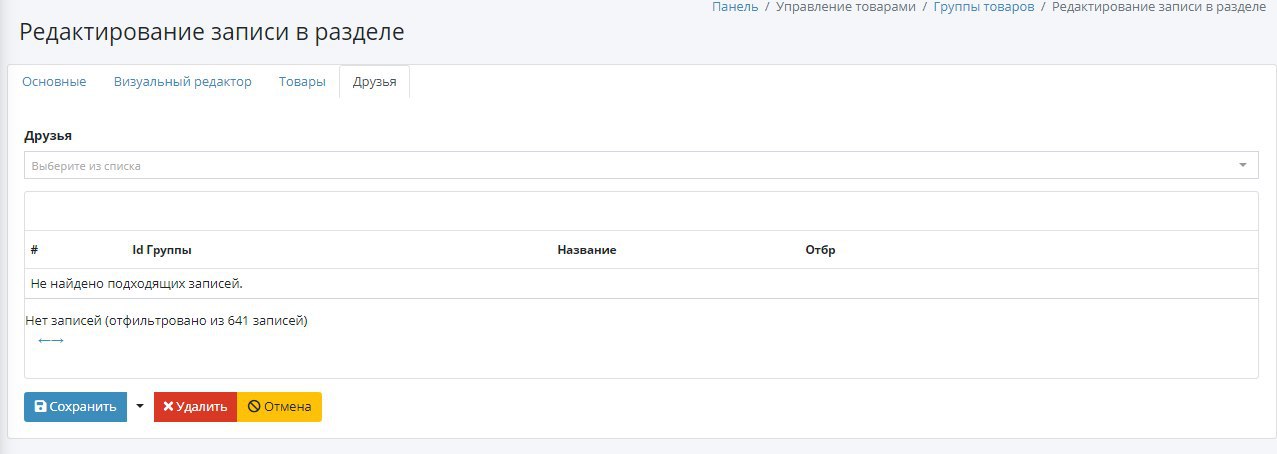 Панель / Управление товарами / Группы товаров / Редактирование записи в разделе
Редактирование записи в разделе
Основные Визуальный редактор Товары Друзья
Друзья
Выберите из списка
# Id Группы Название Отбр
Не найдено подходящих записей.
Нет записей (отфильтровано из 641 записей)
←→
Сохранить Удалить Отмена